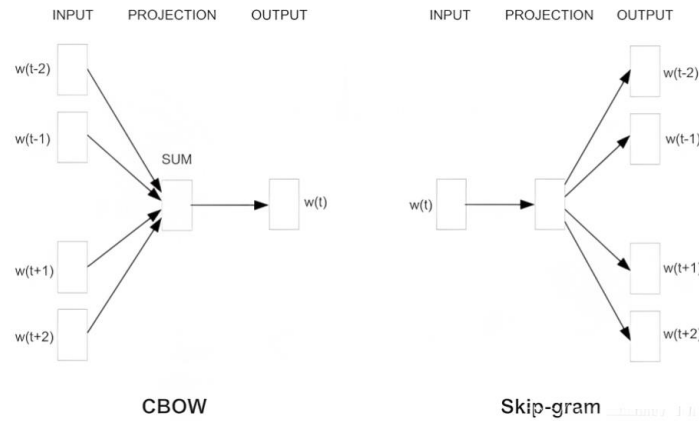 INPUT PROJECTION OUTPUT
w(t-2)
w(t-1)
SUM
w(t)
w(t+1)
w(t+2)
CBOW
INPUT PROJECTION OUTPUT
w(t-2)
w(t-1)
w(t)
w(t+1)
w(t+2)
Skip-gram